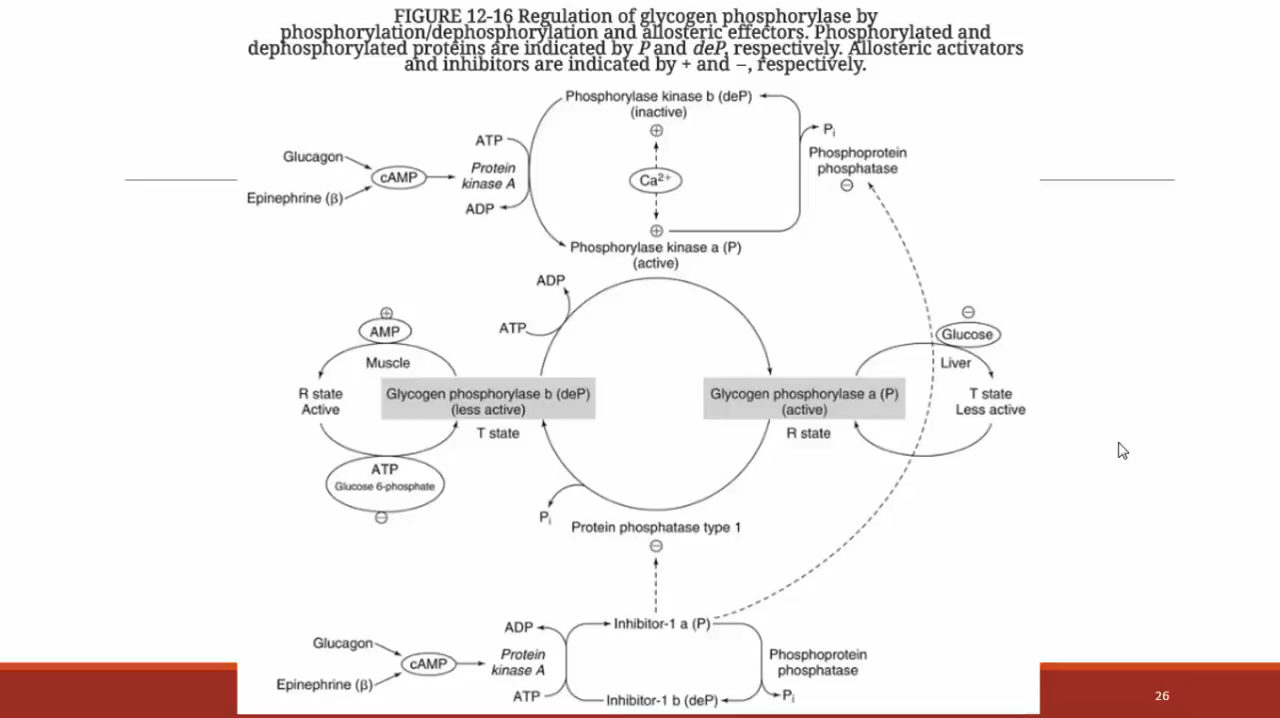 FIGURE 12-16 Regulation of glycogen phosphorylase by
phosphorylation/dephosphorylation and allosteric effectors. Phosphorylated and
dephosphorylated proteins are indicated by P and deP, respectively. Allosteric activators
and inhibitors are indicated by + and −, respectively.
Phosphorylase kinase b (deP)
(inactive)
⊕
Pi
ATP
Phosphoprotein
phosphatase
⊖
Glucagon
Protein
kinase A
cAMP
Ca2+
Epinephrine (β)
ADP
⊕
Phosphorylase kinase a (P)
(active)
ADP
ATP
⊕
AMP
Muscle
⊖
Glucose
Liver
R state
Active
Glycogen phosphorylase b (deP)
(less active)
T state
Glycogen phosphorylase a (P)
(active)
R state
T state
Less active
ATP
Glucose 6-phosphate
⊖
Pi
Protein phosphatase type 1
⊖
ADP
Inhibitor-1 a (P)
Glucagon
Protein
kinase A
cAMP
Phosphoprotein
phosphatase
Epinephrine (β)
ATP
Inhibitor-1 b (deP)
Pi
26